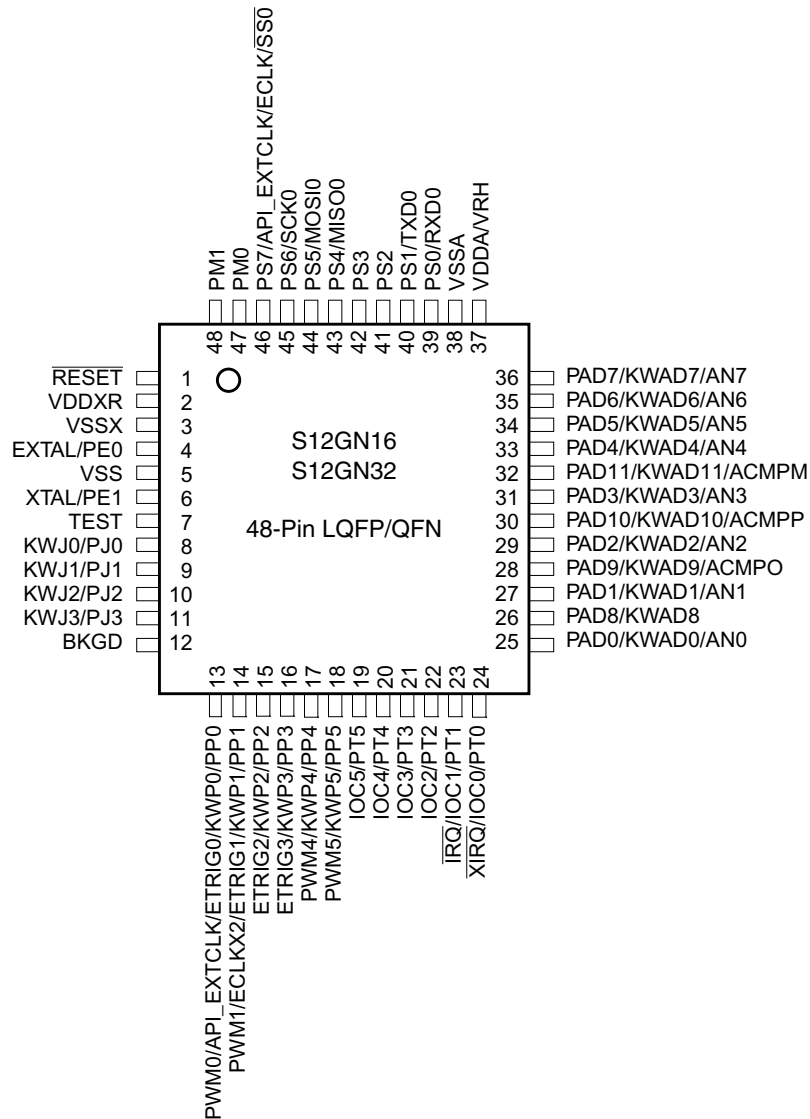 PS7/API_EXTCLK/ECLK/SS0
PM1
PM0
PS6/SCK0
PS5/MOSI0
PS4/MISO0
PS3
PS2
PS1/TXD0
PS0/RXD0
VSSA
VDDA/VRH
48
47
46
45
44
43
42
41
40
39
38
37
RESET 1
VDDXR 2
VSSX 3
EXTAL/PE0 4
VSS 5
XTAL/PE1 6
TEST 7
KWJ0/PJ0 8
KWJ1/PJ1 9
KWJ2/PJ2 10
KWJ3/PJ3 11
BKGD 12
S12GN16
S12GN32
48-Pin LQFP/QFN
36 PAD7/KWAD7/AN7
35 PAD6/KWAD6/AN6
34 PAD5/KWAD5/AN5
33 PAD4/KWAD4/AN4
32 PAD11/KWAD11/ACMPM
31 PAD3/KWAD3/AN3
30 PAD10/KWAD10/ACMPP
29 PAD2/KWAD2/AN2
28 PAD9/KWAD9/ACMPO
27 PAD1/KWAD1/AN1
26 PAD8/KWAD8
25 PAD0/KWAD0/AN0
13
14
15
16
17
18
19
20
21
22
23
24
PWM0/API_EXTCLK/ETRIG0/KWP0/PP0
PWM1/ECLKX2/ETRIG1/KWP1/PP1
ETRIG2/KWP2/PP2
ETRIG3/KWP3/PP3
PWM4/KWP4/PP4
PWM5/KWP5/PP5
IOC5/PT5
IOC4/PT4
IOC3/PT3
IOC2/PT2
IRQ/IOC1/PT1
XIRQ/IOC0/PT0